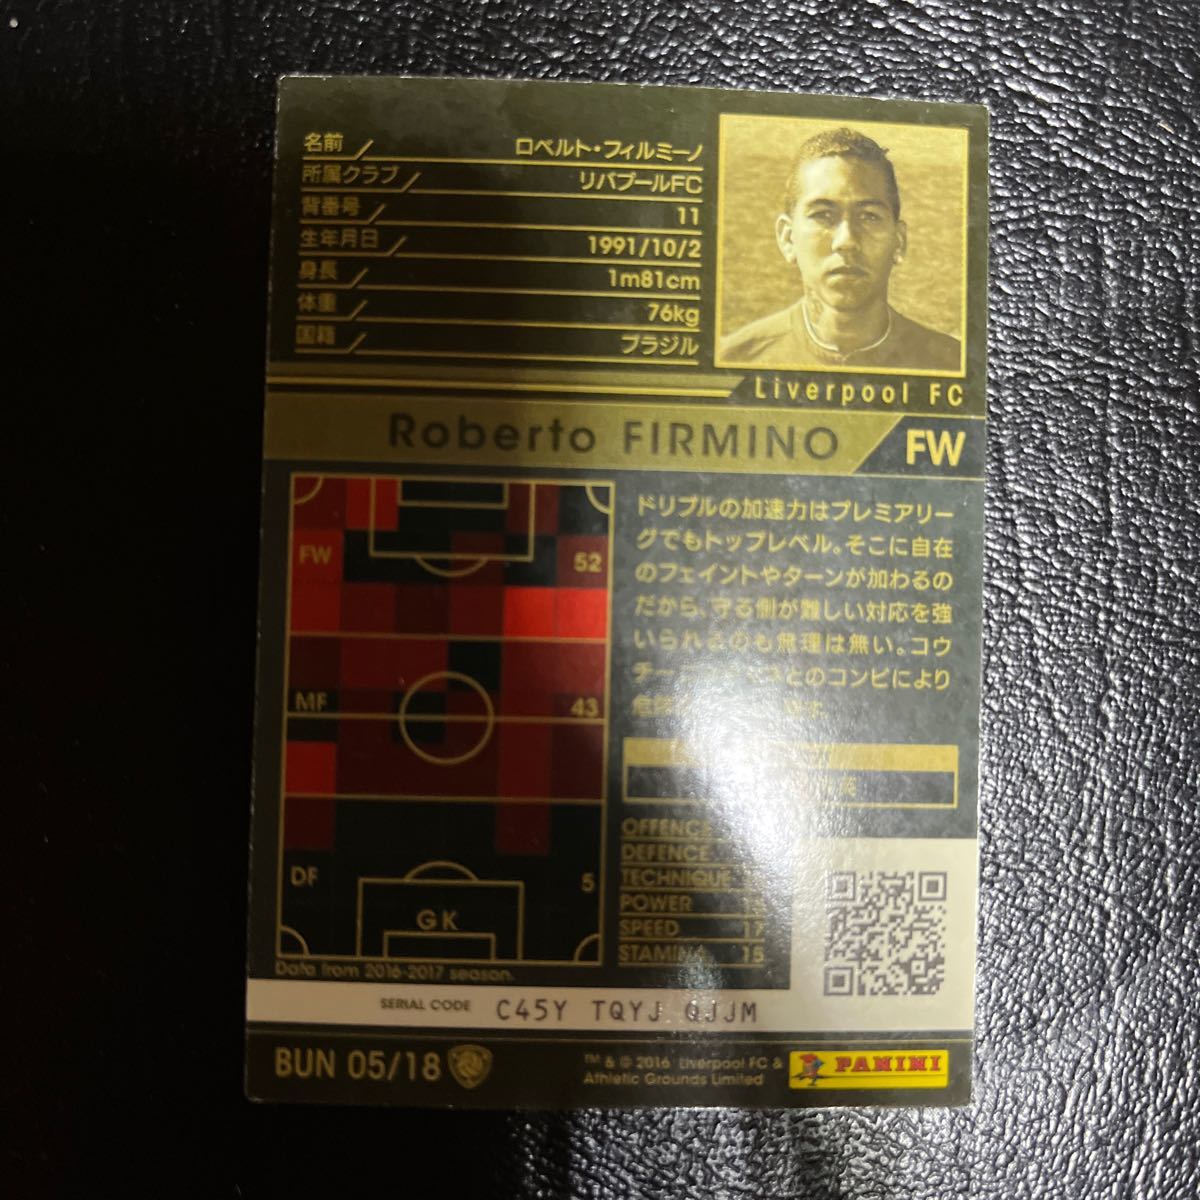 名前 ロベルト・フィルミーノ
所属クラブ リバプールFC
背番号 11
生年月日 1991/10/2
身長 1m81cm
体重 76kg
国籍 ブラジル
Liverpool FC
Roberto FIRMINO FW
FW 52
MF 43
DF 5
GK
Data from 2016-2017 season.
ドリブルの加速力はプレミアリー
グでもトップレベル。そこに自在
のフェイントやターンが加わるの
だから、守る側が難しい対応を強
いられるのも無理は無い。コウ
とのコンビにより
OFFENCE
DEFENCE
TECHNIQUE
POWER
SPEED 17
STAMINA 15
SERIAL CODE C45Y TQYJ QJJM
BUN 05/18
™ & © 2016 Liverpool FC &
Athletic Grounds Limited
PANINI